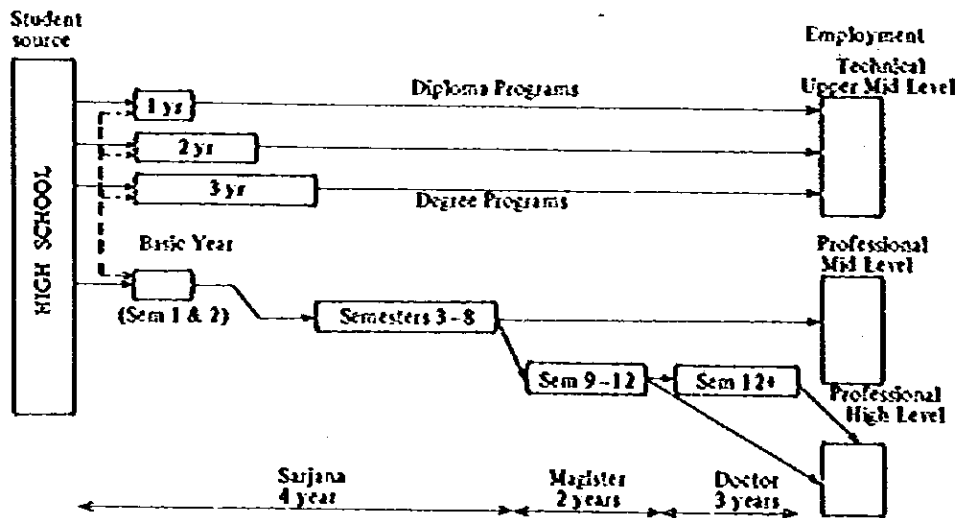 Student
source
HIGH SCHOOL
Employment
Technical
Upper Mid Level
1 yr
Diploma Programs
2 yr
3 yr
Degree Programs
Basic Year
(Sem 1 & 2)
Semesters 3-8
Professional
Mid Level
Sem 9-12
Sem 12+
Professional
High Level
Sarjana
4 year
Magister
2 years
Doctor
3 years